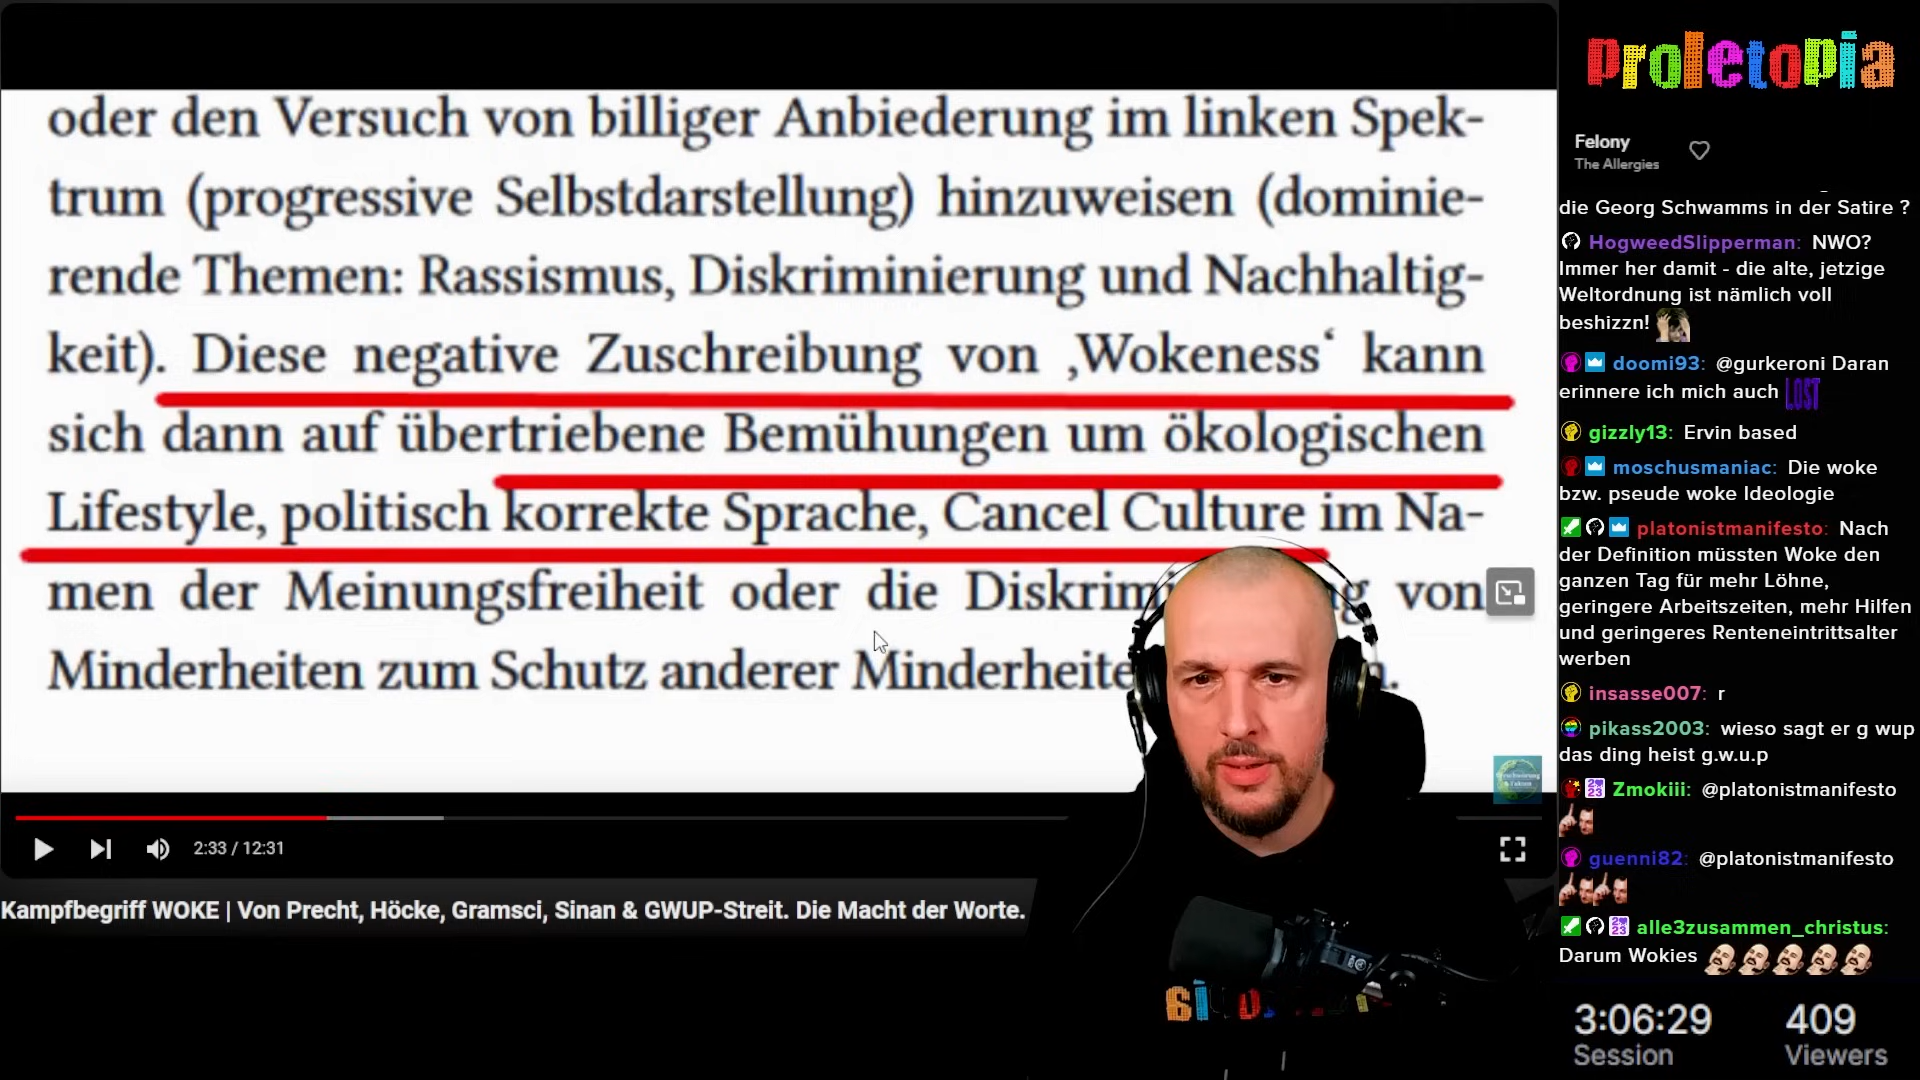 oder den Versuch von billiger Anbiederung im linken Spek-
trum (progressive Selbstdarstellung) hinzuweisen (dominie-
rende Themen: Rassismus, Diskriminierung und Nachhaltig-
keit). Diese negative Zuschreibung von ‚Wokeness‘ kann
sich dann auf übertriebene Bemühungen um ökologischen
Lifestyle, politisch korrekte Sprache, Cancel Culture im Na-
men der Meinungsfreiheit oder die von
Minderheiten zum Schutz anderer
2:33 / 12:31
Kampfbegriff WOKE | Von Precht, Höcke, Gramsci, Sinan & GWUP-Streit. Die Macht der Worte.
Proletopia
Felony
The Allergies
die Georg Schwamms in der Satire ?
HogweedSlipperman: NWO?
Immer her damit - die alte, jetzige
Weltordnung ist nämlich voll
beshizzn!
doomi93: @gurkeroni Daran
erinnere ich mich auch LOST
gizzly13: Ervin based
moschusmaniac: Die woke
bzw. pseude woke Ideologie
platonistmanifesto: Nach
der Definition müssten Woke den
ganzen Tag für mehr Löhne,
geringere Arbeitszeiten, mehr Hilfen
und geringeres Renteneintrittsalter
werben
insasse007: r
pikass2003: wieso sagt er g wup
das ding heist g.w.u.p
Zmokiii: @platonistmanifesto
guenni82: @platonistmanifesto
alle3zusammen_christus:
Darum Wokies
3:06:29
Session
409
Viewers